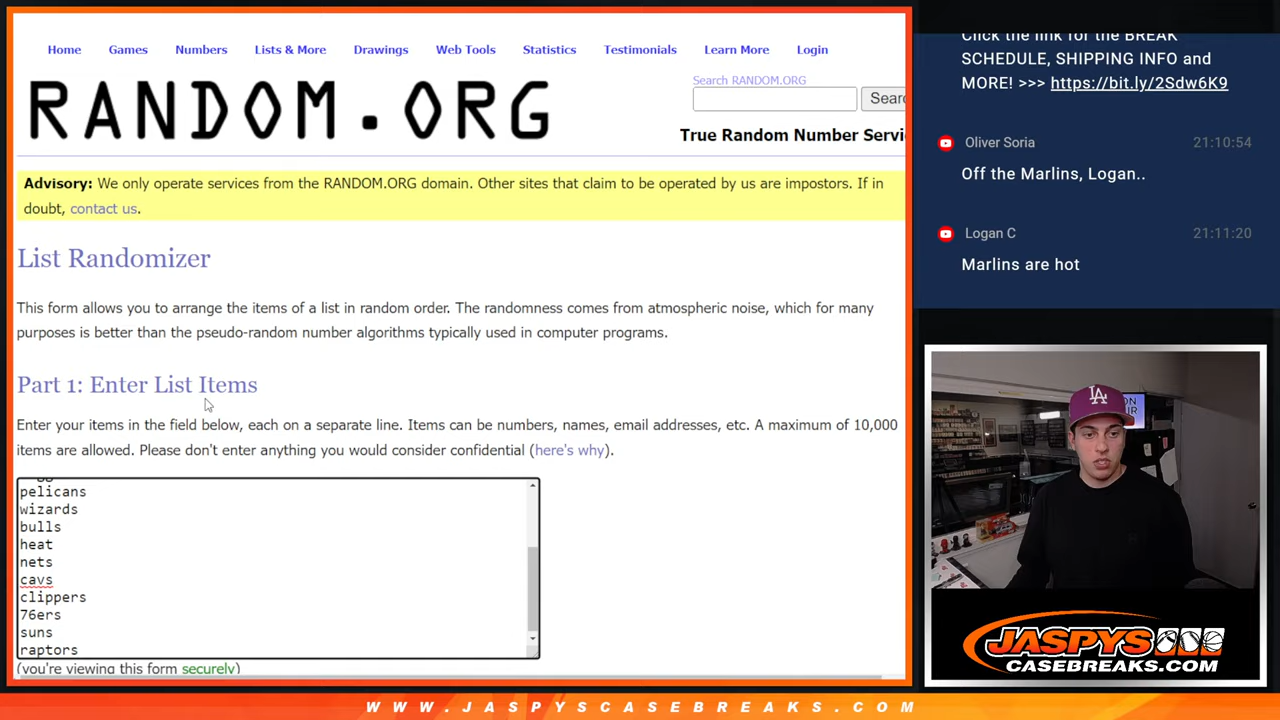 Home Games Numbers Lists & More Drawings Web Tools Statistics Testimonials Learn More Login
RANDOM.ORG
Search RANDOM.ORG
Sear
True Random Number Servi
Advisory: We only operate services from the RANDOM.ORG domain. Other sites that claim to be operated by us are impostors. If in
doubt, contact us.
List Randomizer
This form allows you to arrange the items of a list in random order. The randomness comes from atmospheric noise, which for many
purposes is better than the pseudo-random number algorithms typically used in computer programs.
Part 1: Enter List Items
Enter your items in the field below, each on a separate line. Items can be numbers, names, email addresses, etc. A maximum of 10,000
items are allowed. Please don't enter anything you would consider confidential (here's why).
pelicans
wizards
bulls
heat
nets
cavs
clippers
76ers
suns
raptors
(you're viewing this form securely)
Click the link for the BREAK
SCHEDULE, SHIPPING INFO and
MORE! >>> https://bit.ly/2Sdw6K9
Oliver Soria 21:10:54
Off the Marlins, Logan..
Logan C 21:11:20
Marlins are hot
LA
ON
JASPYS
CASEBREAKS.COM
WWW.JASPYSCASEBREAKS.COM